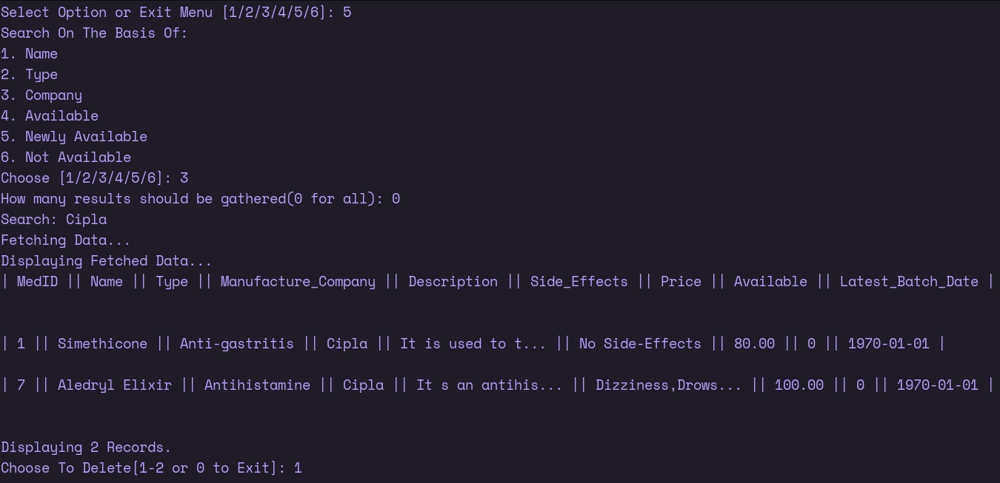 Select Option or Exit Menu [1/2/3/4/5/6]: 5
Search On The Basis Of:
1. Name
2. Type
3. Company
4. Available
5. Newly Available
6. Not Available
Choose [1/2/3/4/5/6]: 3
How many results should be gathered(0 for all): 0
Search: Cipla
Fetching Data...
Displaying Fetched Data...
| MedID || Name || Type || Manufacture_Company || Description || Side_Effects || Price || Available || Latest_Batch_Date |
| 1 || Simethicone || Anti-gastritis || Cipla || It is used to t... || No Side-Effects || 80.00 || 0 || 1970-01-01 |
| 7 || Aledryl Elixir || Antihistamine || Cipla || It s an antihis... || Dizziness,Drows... || 100.00 || 0 || 1970-01-01 |
Displaying 2 Records.
Choose To Delete[1-2 or 0 to Exit]: 1